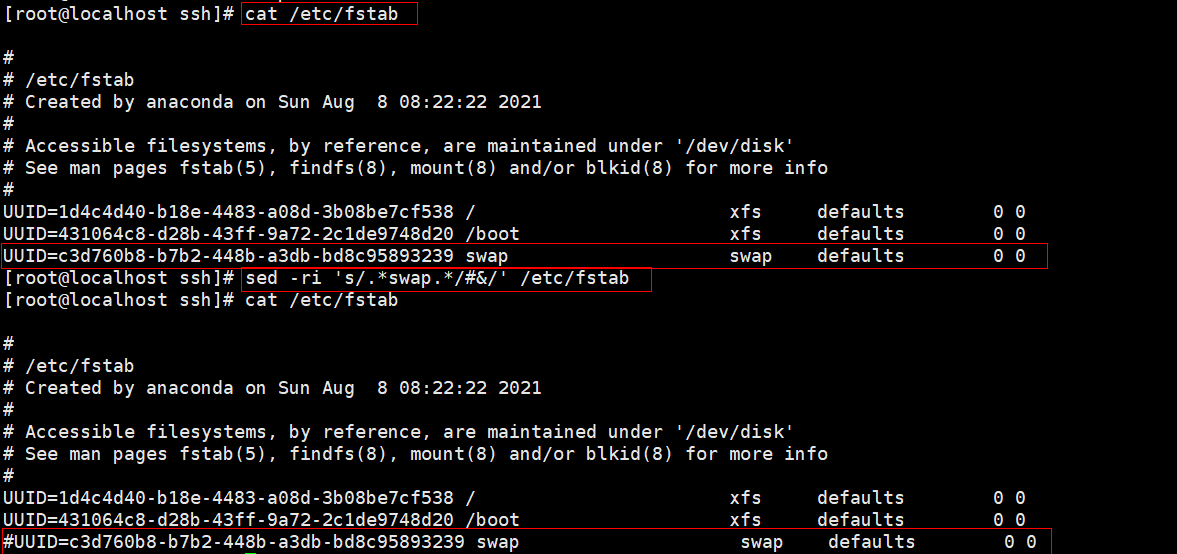 [root@localhost ssh]# cat /etc/fstab
#
# /etc/fstab
# Created by anaconda on Sun Aug  8 08:22:22 2021
#
# Accessible filesystems, by reference, are maintained under '/dev/disk'
# See man pages fstab(5), findfs(8), mount(8) and/or blkid(8) for more info
#
UUID=1d4c4d40-b18e-4483-a08d-3b08be7cf538 /                       xfs     defaults        0 0
UUID=431064c8-d28b-43ff-9a72-2c1de9748d20 /boot                   xfs     defaults        0 0
UUID=c3d760b8-b7b2-448b-a3db-bd8c95893239 swap                    swap    defaults        0 0
[root@localhost ssh]# sed -ri 's/.*swap.*/#&/' /etc/fstab
[root@localhost ssh]# cat /etc/fstab
#
# /etc/fstab
# Created by anaconda on Sun Aug  8 08:22:22 2021
#
# Accessible filesystems, by reference, are maintained under '/dev/disk'
# See man pages fstab(5), findfs(8), mount(8) and/or blkid(8) for more info
#
UUID=1d4c4d40-b18e-4483-a08d-3b08be7cf538 /                       xfs     defaults        0 0
UUID=431064c8-d28b-43ff-9a72-2c1de9748d20 /boot                   xfs     defaults        0 0
#UUID=c3d760b8-b7b2-448b-a3db-bd8c95893239 swap                    swap    defaults        0 0